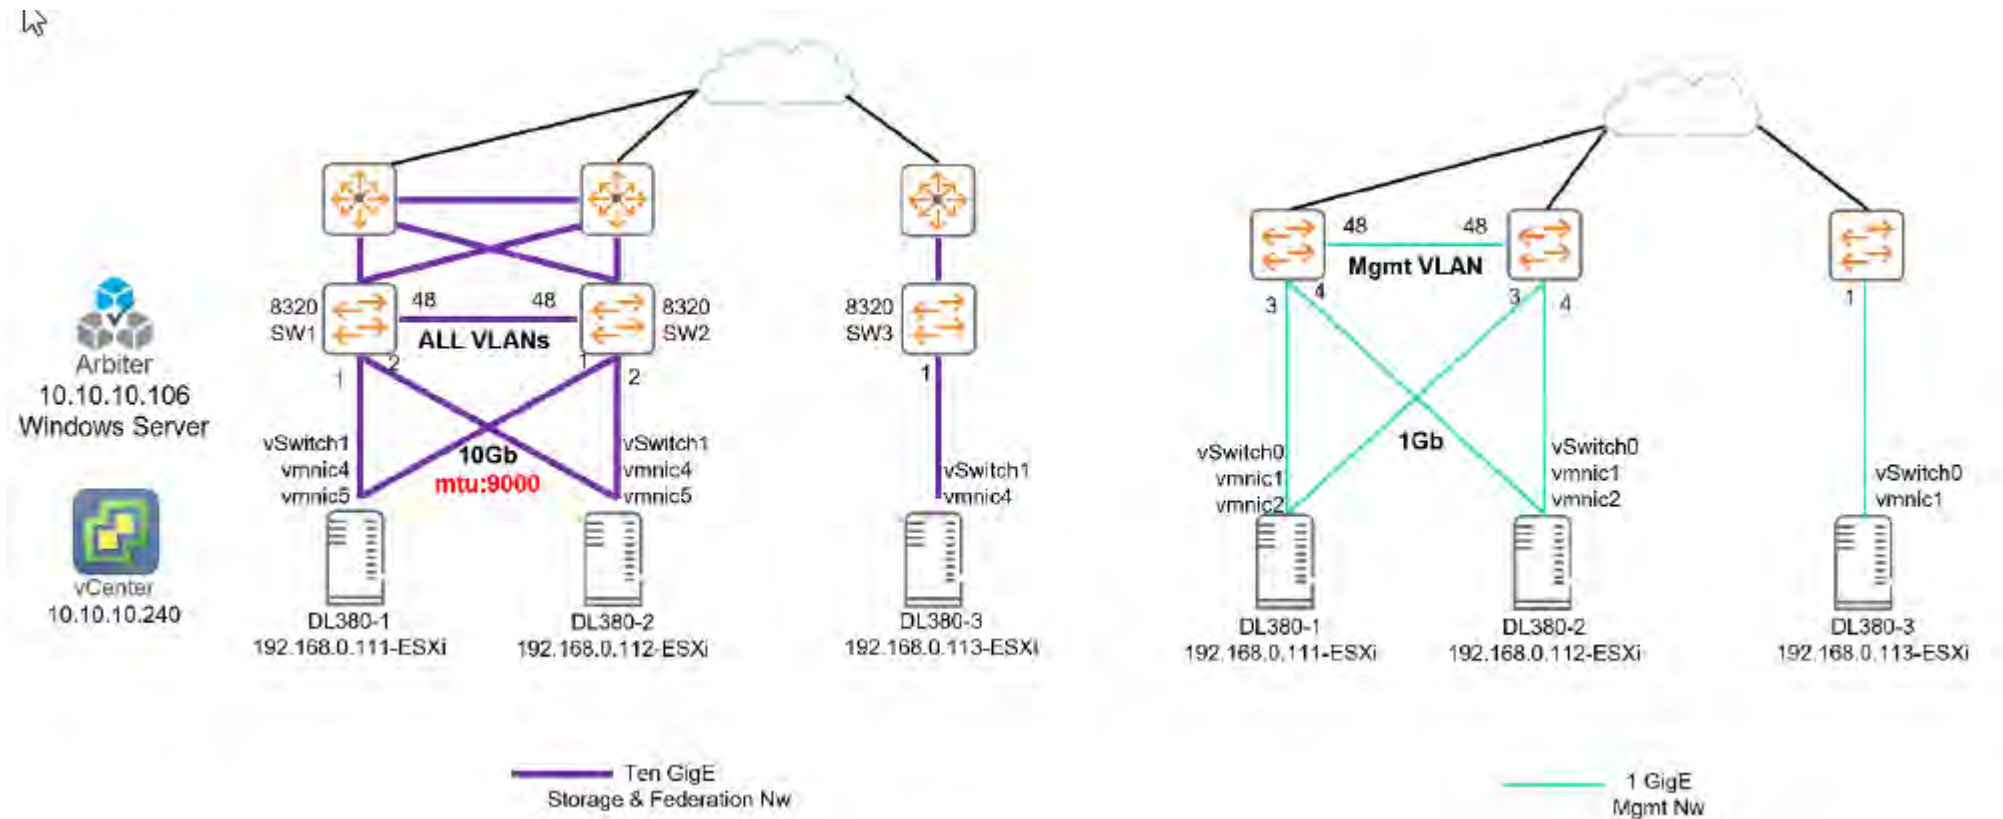 Arbiter
10.10.10.106
Windows Server
vCenter
10.10.10.240
8320
SW1
48
48
ALL VLANs
8320
SW2
1
2
1
2
vSwitch1
vmnic4
vmnic5
10Gb
mtu:9000
vSwitch1
vmnic4
vmnic5
DL380-1
192.168.0.111-ESXi
DL380-2
192.168.0.112-ESXi
8320
SW3
1
vSwitch1
vmnic4
DL380-3
192.168.0.113-ESXi
Ten GigE
Storage & Federation Nw
48
48
Mgmt VLAN
3
4
3
4
1Gb
vSwitch0
vmnic1
vmnic2
vSwitch0
vmnic1
vmnic2
DL380-1
192.168.0.111-ESXi
DL380-2
192.168.0.112-ESXi
1
vSwitch0
vmnic1
DL380-3
192.168.0.113-ESXi
1 GigE
Mgmt Nw